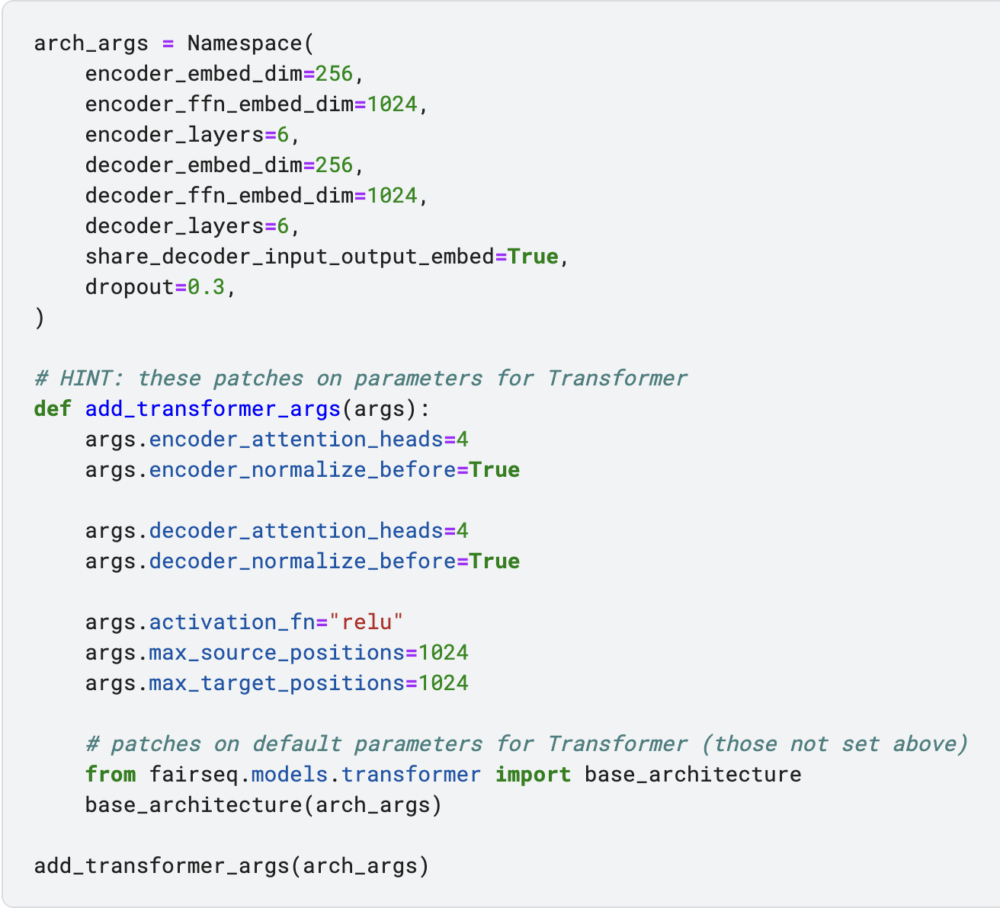 arch_args = Namespace(
    encoder_embed_dim=256,
    encoder_ffn_embed_dim=1024,
    encoder_layers=6,
    decoder_embed_dim=256,
    decoder_ffn_embed_dim=1024,
    decoder_layers=6,
    share_decoder_input_output_embed=True,
    dropout=0.3,
)

# HINT: these patches on parameters for Transformer
def add_transformer_args(args):
    args.encoder_attention_heads=4
    args.encoder_normalize_before=True

    args.decoder_attention_heads=4
    args.decoder_normalize_before=True

    args.activation_fn="relu"
    args.max_source_positions=1024
    args.max_target_positions=1024

    # patches on default parameters for Transformer (those not set above)
    from fairseq.models.transformer import base_architecture
    base_architecture(arch_args)

add_transformer_args(arch_args)